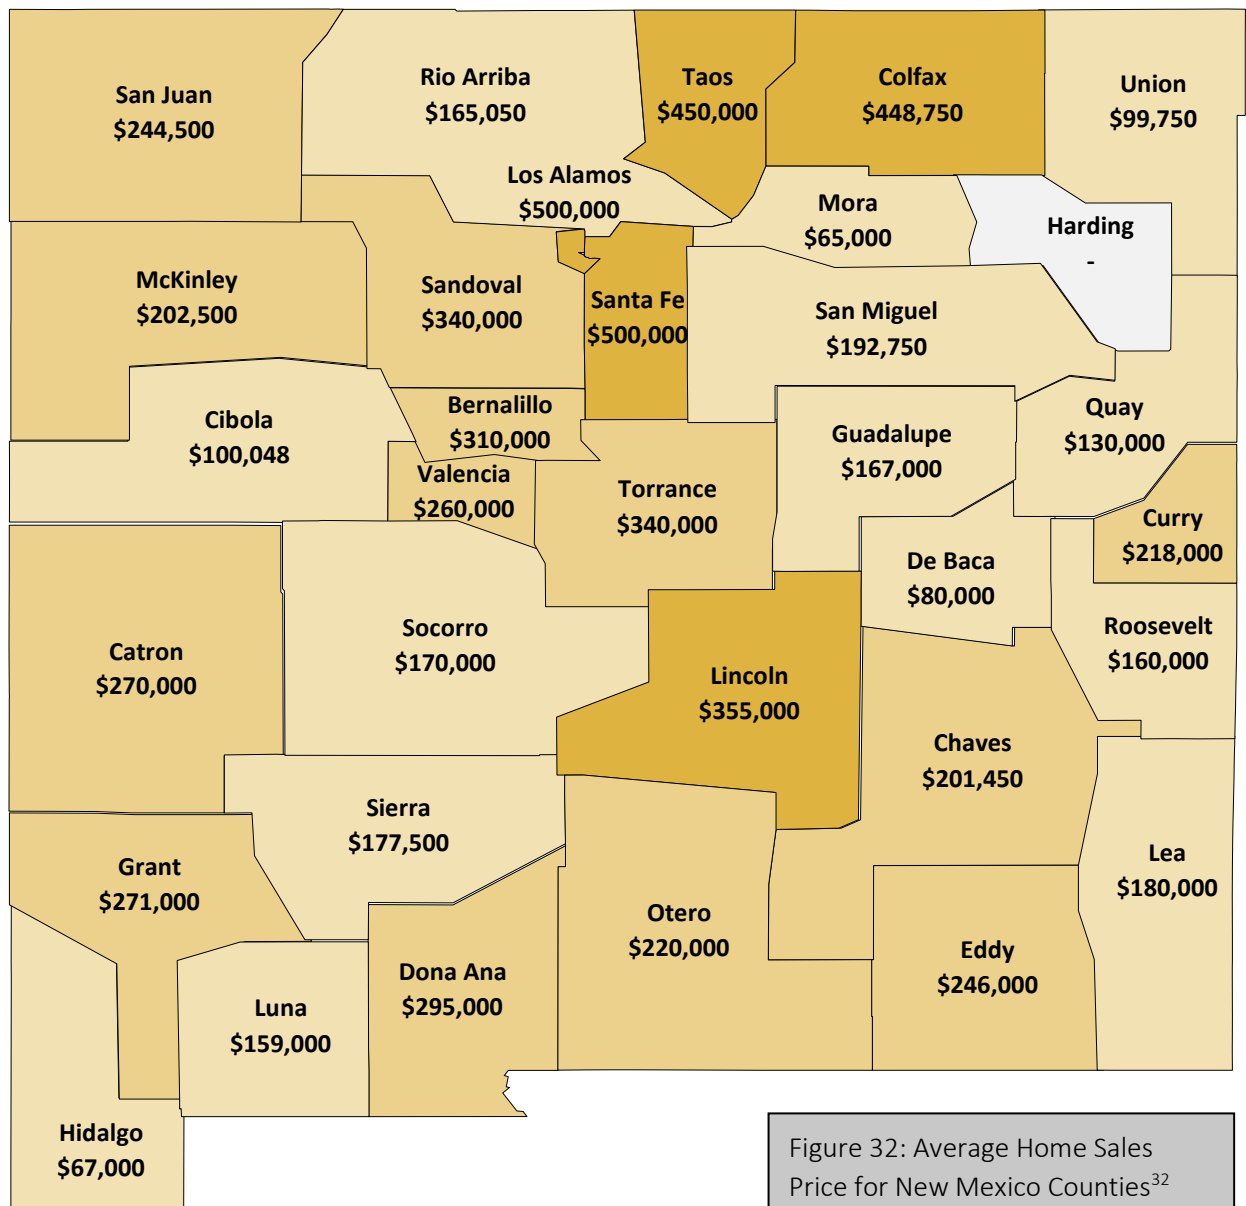 San Juan
$244,500
Rio Arriba
$165,050
Taos
$450,000
Colfax
$448,750
Union
$99,750
Los Alamos
$500,000
Mora
$65,000
Harding
-
McKinley
$202,500
Sandoval
$340,000
Santa Fe
$500,000
San Miguel
$192,750
Cibola
$100,048
Bernalillo
$310,000
Guadalupe
$167,000
Quay
$130,000
Valencia
$260,000
Torrance
$340,000
Curry
$218,000
De Baca
$80,000
Catron
$270,000
Socorro
$170,000
Roosevelt
$160,000
Lincoln
$355,000
Chaves
$201,450
Sierra
$177,500
Grant
$271,000
Lea
$180,000
Otero
$220,000
Eddy
$246,000
Dona Ana
$295,000
Luna
$159,000
Hidalgo
$67,000
Figure 32: Average Home Sales
Price for New Mexico Counties³²